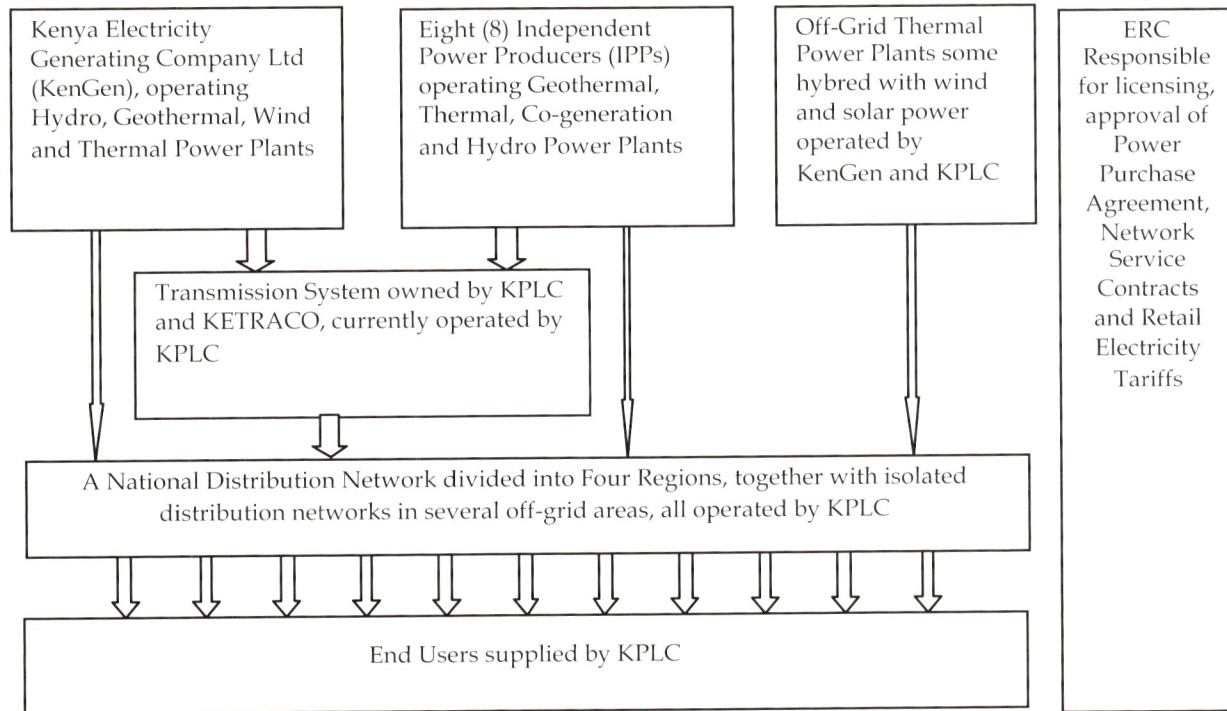 Kenya Electricity
Generating Company Ltd
(KenGen), operating
Hydro, Geothermal, Wind
and Thermal Power Plants
Eight (8) Independent
Power Producers (IPPs)
operating Geothermal,
Thermal, Co-generation
and Hydro Power Plants
Off-Grid Thermal
Power Plants some
hybred with wind
and solar power
operated by
KenGen and KPLC
ERC
Responsible
for licensing,
approval of
Power
Purchase
Agreement,
Network
Service
Contracts
and Retail
Electricity
Tariffs
Transmission System owned by KPLC
and KETRACO, currently operated by
KPLC
A National Distribution Network divided into Four Regions, together with isolated
distribution networks in several off-grid areas, all operated by KPLC
End Users supplied by KPLC